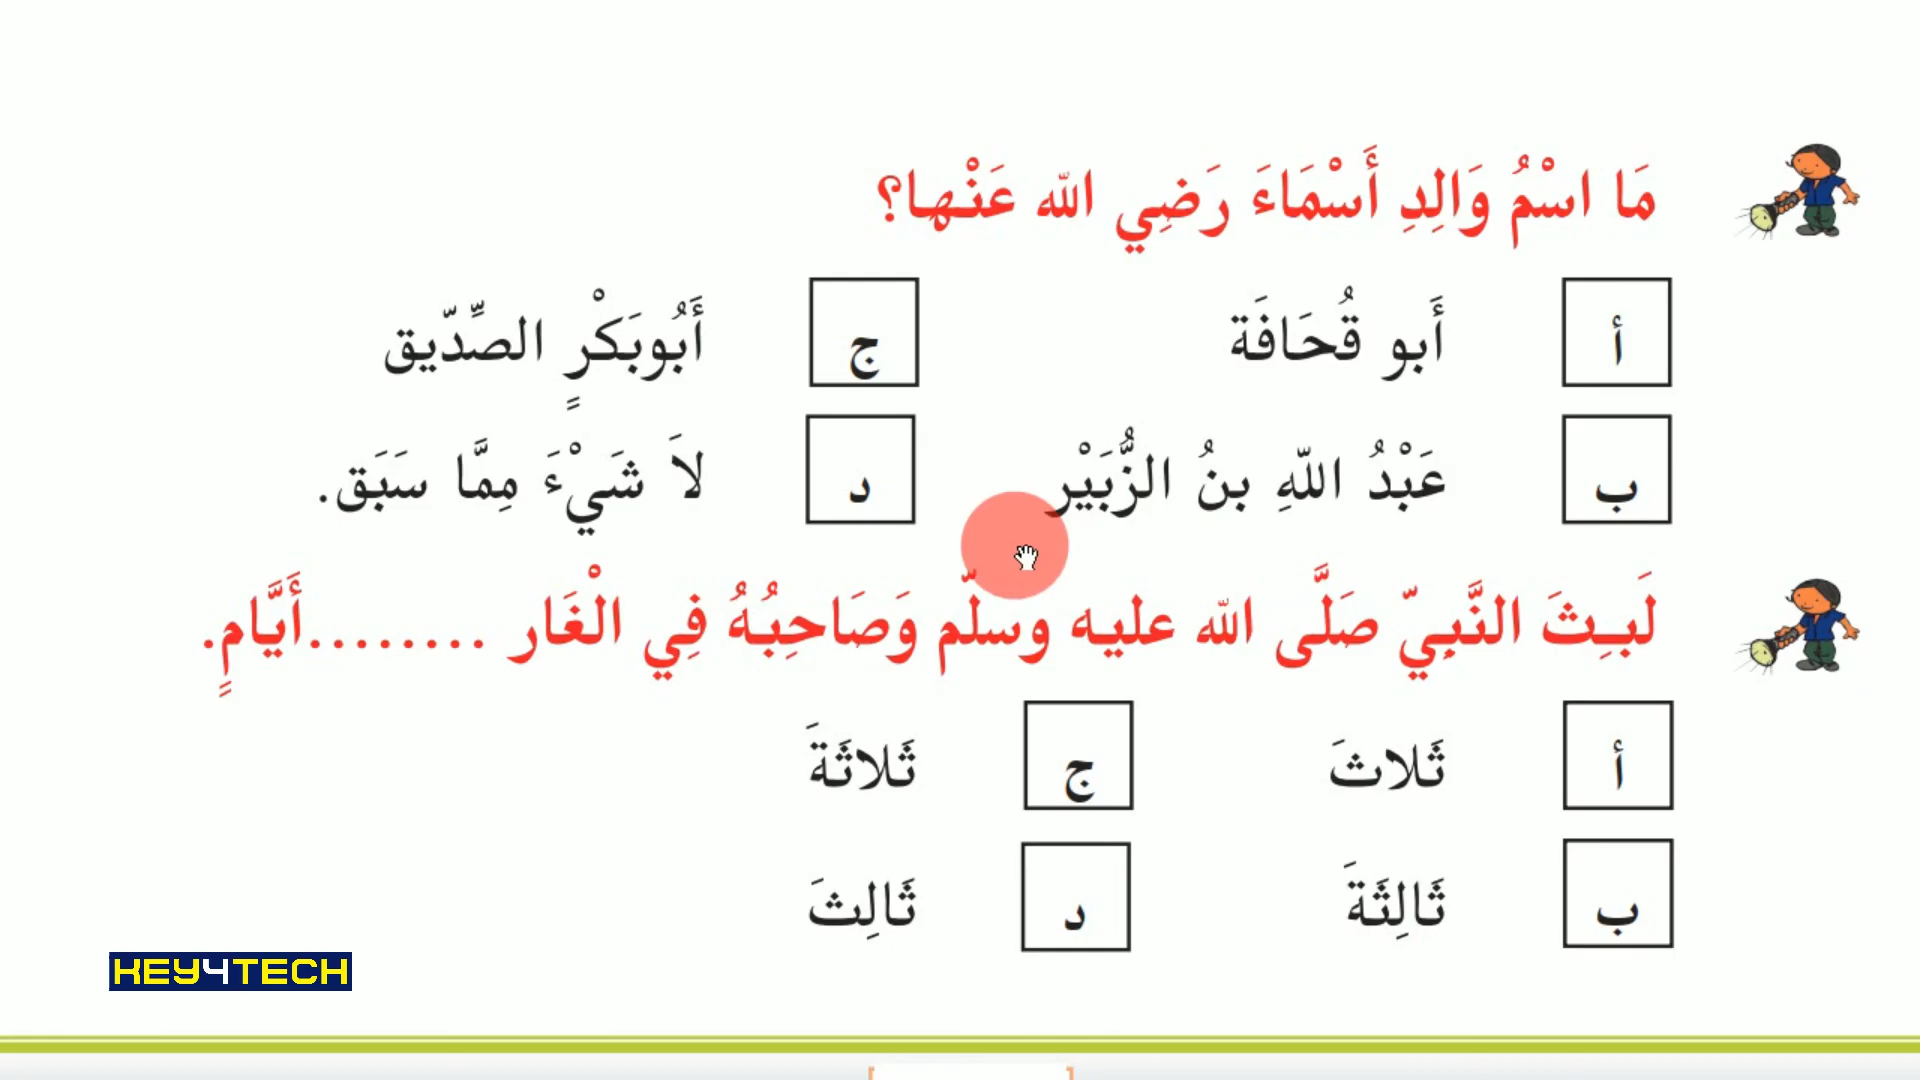 مَا اسْمُ وَالِدِ أَسْمَاءَ رَضِي الله عَنْها؟
أ أَبو قُحَافَة ج أَبُوبَكْرٍ الصِّدّيق
ب عَبْدُ اللّهِ بنُ الزُّبَيْر د لاَ شَيْءَ مِمَّا سَبَق.
لَبِثَ النَّبِيّ صَلَّى الله عليه وسلّم وَصَاحِبُهُ فِي الْغَار ........أَيَّامٍ.
أ ثَلاثَ ج ثَلاثَةَ
ب ثَالِثَةَ د ثَالِثَ
KEY4TECH